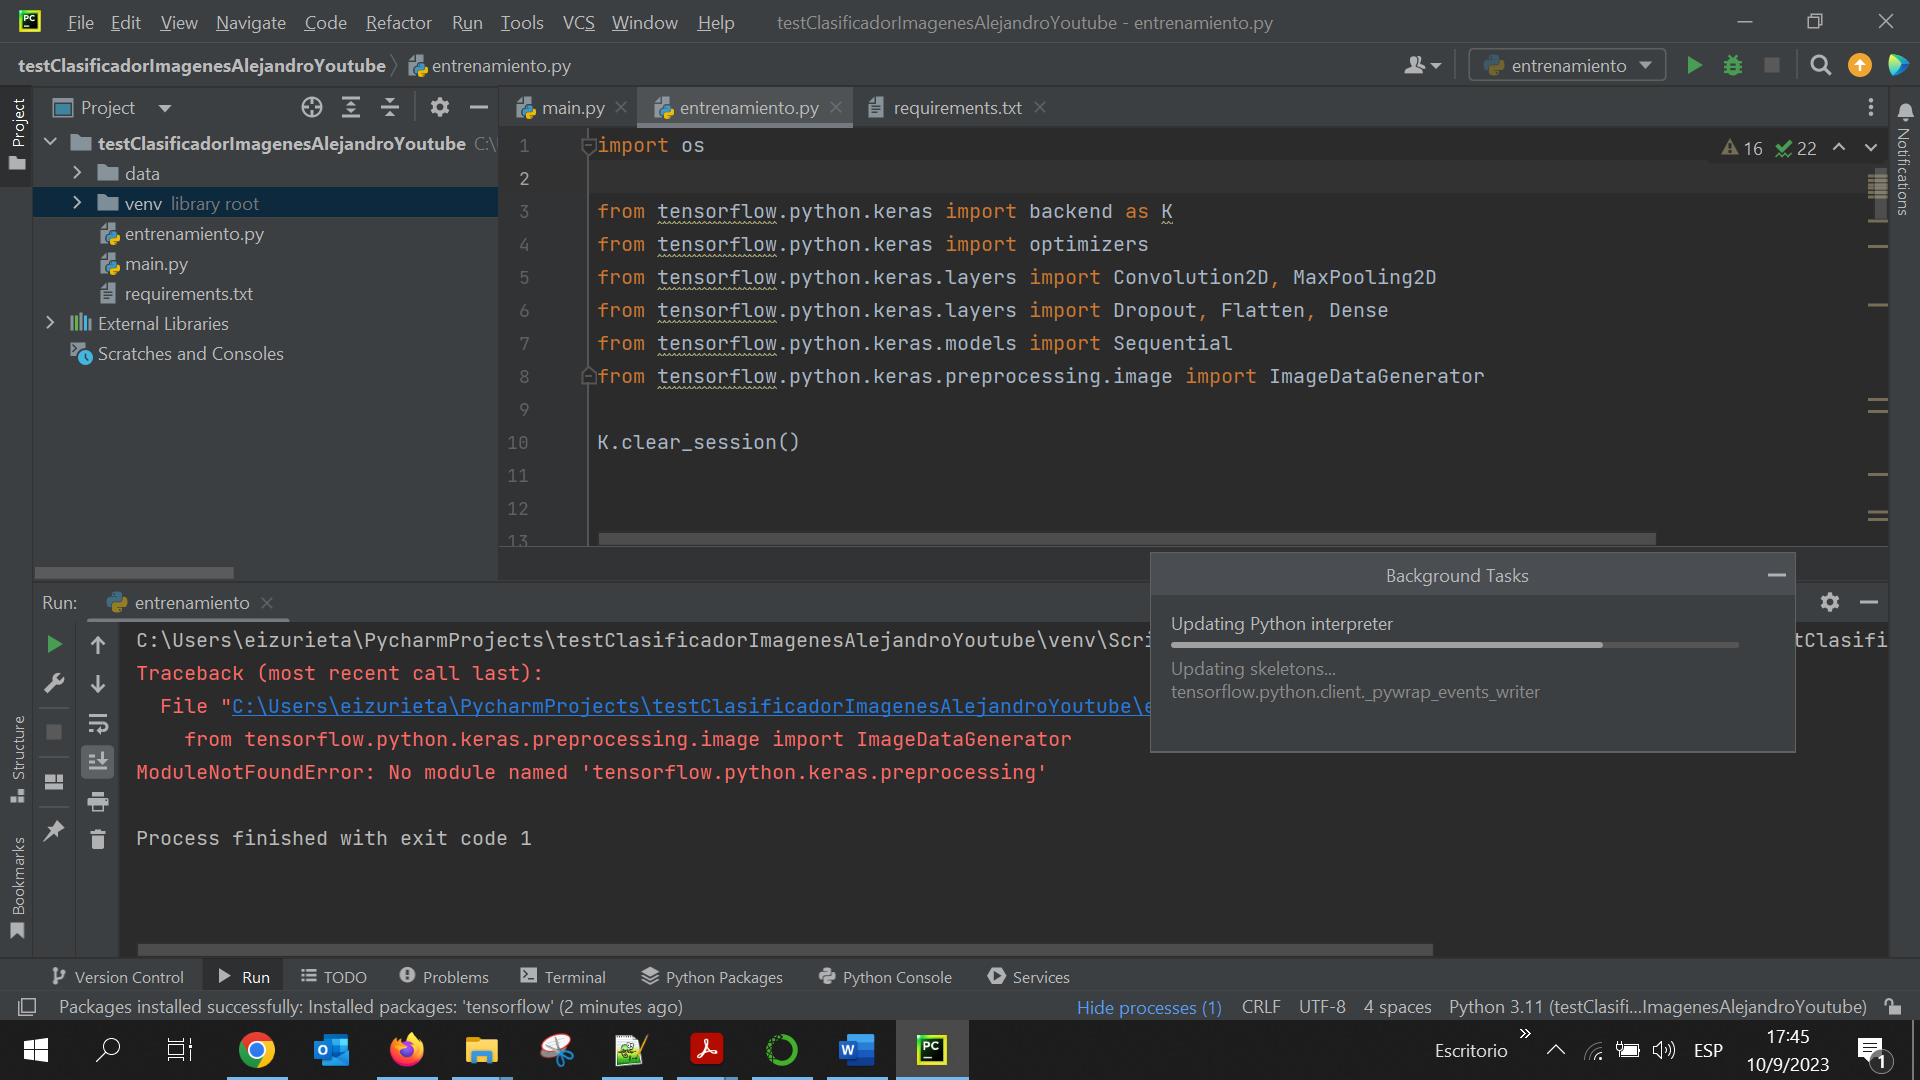 PC File Edit View Navigate Code Refactor Run Tools VCS Window Help testClasificadorImagenesAlejandroYoutube - entrenamiento.py
testClasificadorImagenesAlejandroYoutube entrenamiento.py entrenamiento
Project
Project
main.py entrenamiento.py requirements.txt
testClasificadorImagenesAlejandroYoutube C:\
data
venv library root
entrenamiento.py
main.py
requirements.txt
External Libraries
Scratches and Consoles
16 22
Notifications
1 import os
2
3 from tensorflow.python.keras import backend as K
4 from tensorflow.python.keras import optimizers
5 from tensorflow.python.keras.layers import Convolution2D, MaxPooling2D
6 from tensorflow.python.keras.layers import Dropout, Flatten, Dense
7 from tensorflow.python.keras.models import Sequential
8 from tensorflow.python.keras.preprocessing.image import ImageDataGenerator
9
10 K.clear_session()
11
12
13
Background Tasks
Updating Python interpreter
Updating skeletons...
tensorflow.python.client._pywrap_events_writer
Run: entrenamiento
C:\Users\eizurieta\PycharmProjects\testClasificadorImagenesAlejandroYoutube\venv\Scri tClasifi
Traceback (most recent call last):
File "C:\Users\eizurieta\PycharmProjects\testClasificadorImagenesAlejandroYoutube\e
from tensorflow.python.keras.preprocessing.image import ImageDataGenerator
ModuleNotFoundError: No module named 'tensorflow.python.keras.preprocessing'
Process finished with exit code 1
Structure
Bookmarks
Version Control Run TODO Problems Terminal Python Packages Python Console Services
Packages installed successfully: Installed packages: 'tensorflow' (2 minutes ago) Hide processes (1) CRLF UTF-8 4 spaces Python 3.11 (testClasifi...ImagenesAlejandroYoutube)
Escritorio ESP 17:45
10/9/2023 1